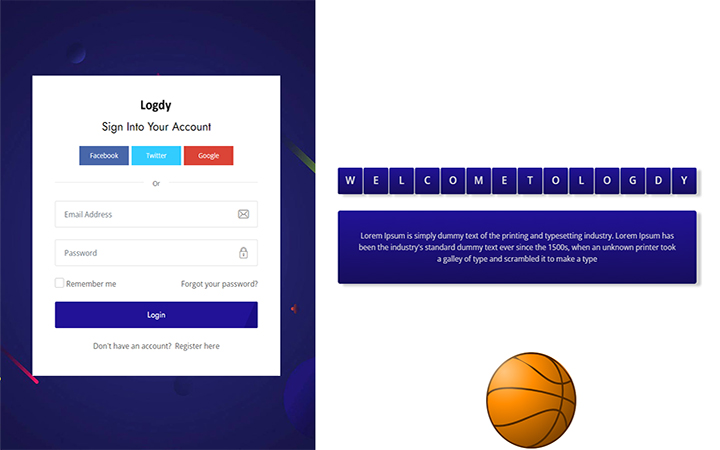 Logdy
Sign Into Your Account
Facebook Twitter Google
Or
Email Address
Password
Remember me Forgot your password?
Login
Don't have an account? Register here
W E L C O M E T O L O G D Y
Lorem Ipsum is simply dummy text of the printing and typesetting industry. Lorem Ipsum has
been the industry's standard dummy text ever since the 1500s, when an unknown printer took
a galley of type and scrambled it to make a type